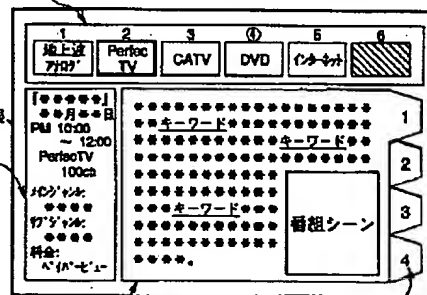 1 2 3 ④ 5 6
地上波 アナログ Perfec TV CATV DVD インターネット
『●●●●●』
●●月●●日
PM 10:00
～ 12:00
PerfecTV
100ch
メインジャンル:
●●●●
サブジャンル:
●●●●
料金:
ペイパービュー
キーワード
キーワード
キーワード
番組シーン
●●●●。
1
2
3
4